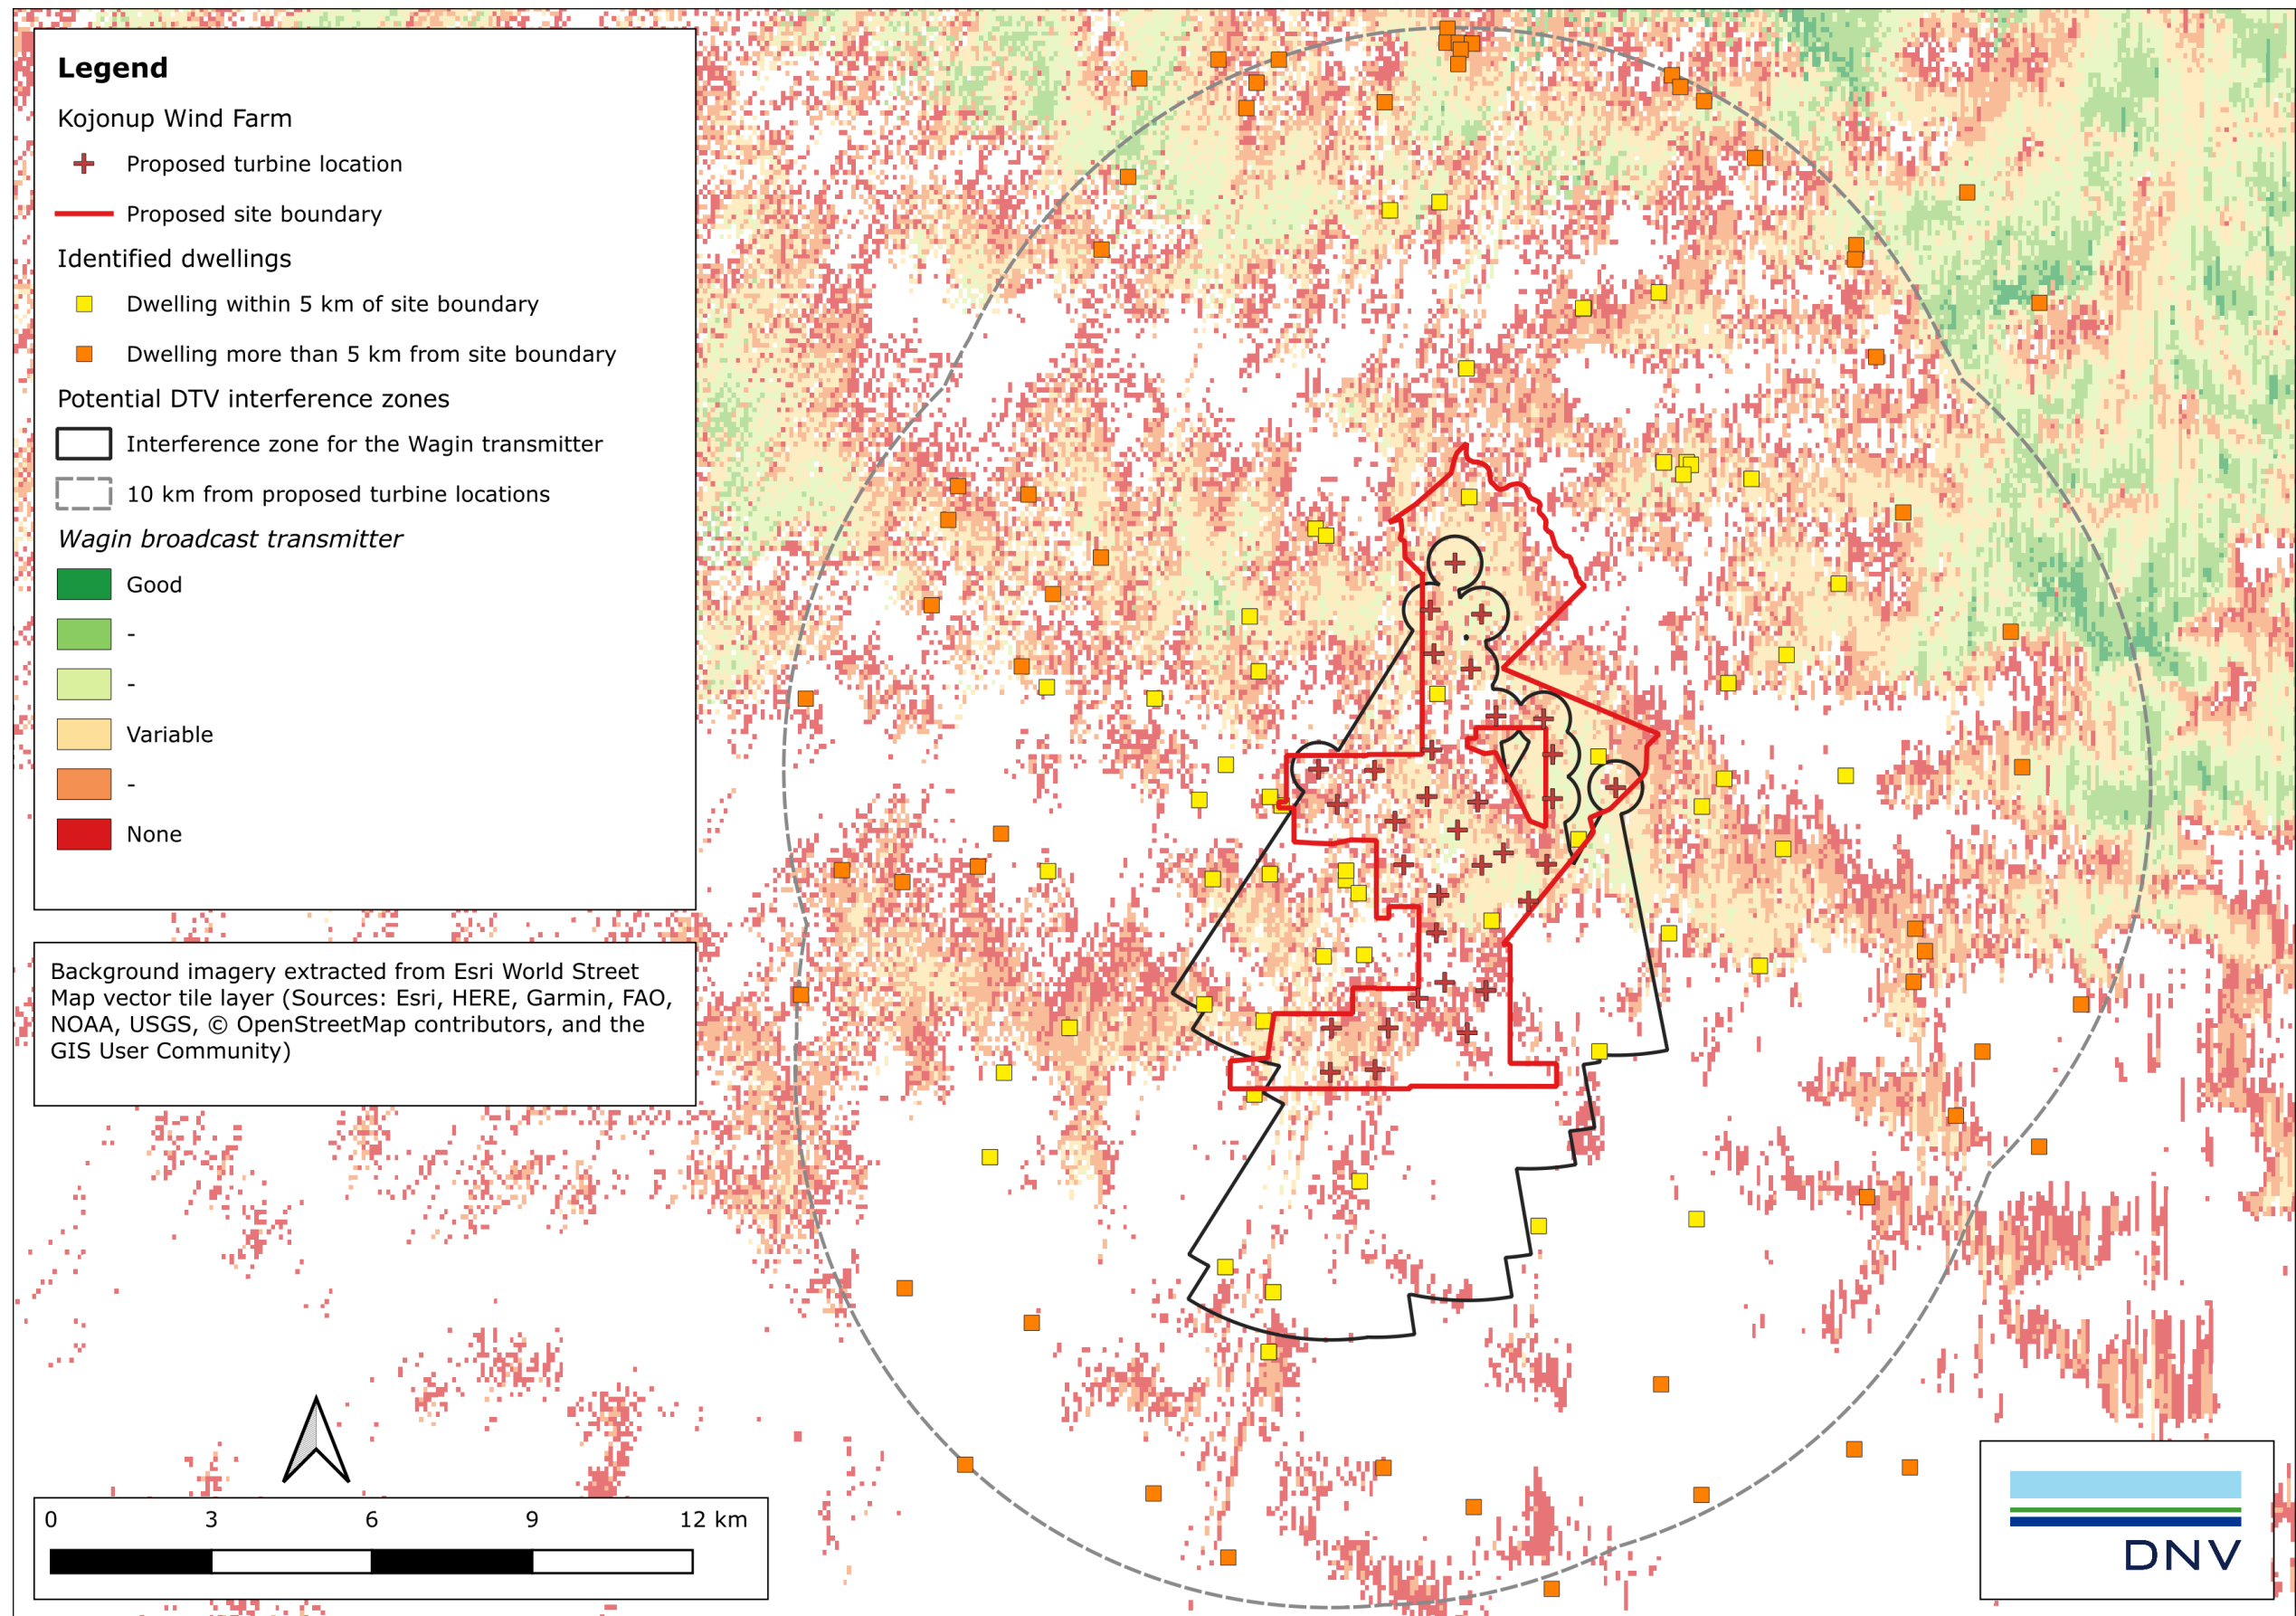 Legend
Kojonup Wind Farm
Proposed turbine location
Proposed site boundary
Identified dwellings
Dwelling within 5 km of site boundary
Dwelling more than 5 km from site boundary
Potential DTV interference zones
Interference zone for the Wagin transmitter
10 km from proposed turbine locations
Wagin broadcast transmitter
Good
-
-
Variable
-
None
Background imagery extracted from Esri World Street
Map vector tile layer (Sources: Esri, HERE, Garmin, FAO,
NOAA, USGS, © OpenStreetMap contributors, and the
GIS User Community)
0 3 6 9 12 km
DNV